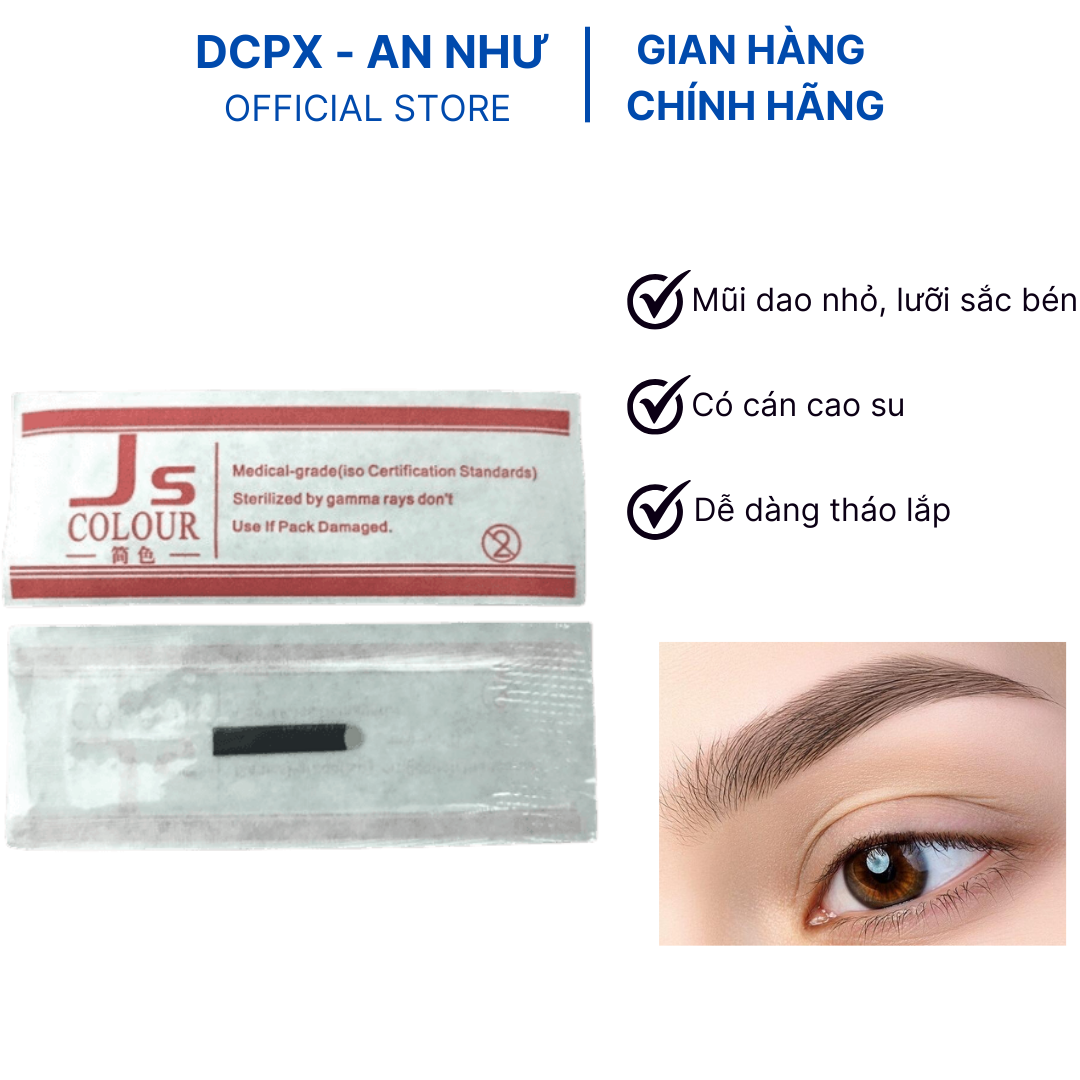 DCPX - AN NHƯ
OFFICIAL STORE
GIAN HÀNG
CHÍNH HÃNG
Mũi dao nhỏ, lưỡi sắc bén
Có cán cao su
Dễ dàng tháo lắp
Js
COLOUR
简色
Medical-grade(iso Certification Standards)
Sterilized by gamma rays don't
Use If Pack Damaged.
2